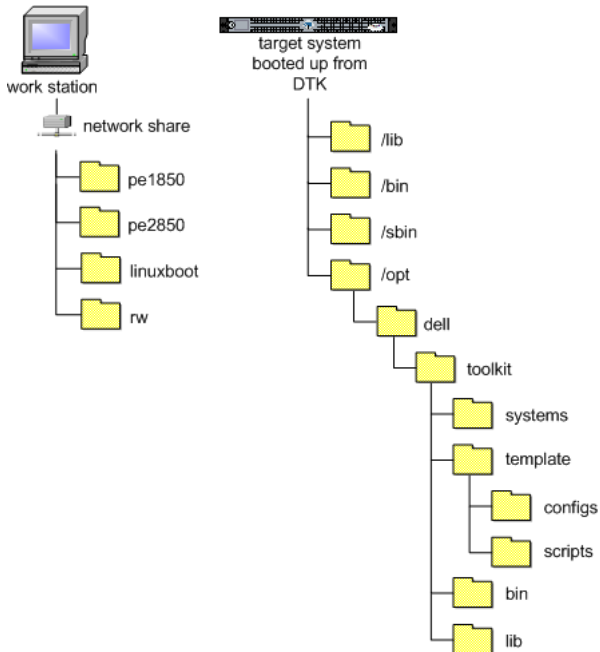 work station
network share
pe1850
pe2850
linuxboot
rw
target system
booted up from
DTK
/lib
/bin
/sbin
/opt
dell
toolkit
systems
template
configs
scripts
bin
lib